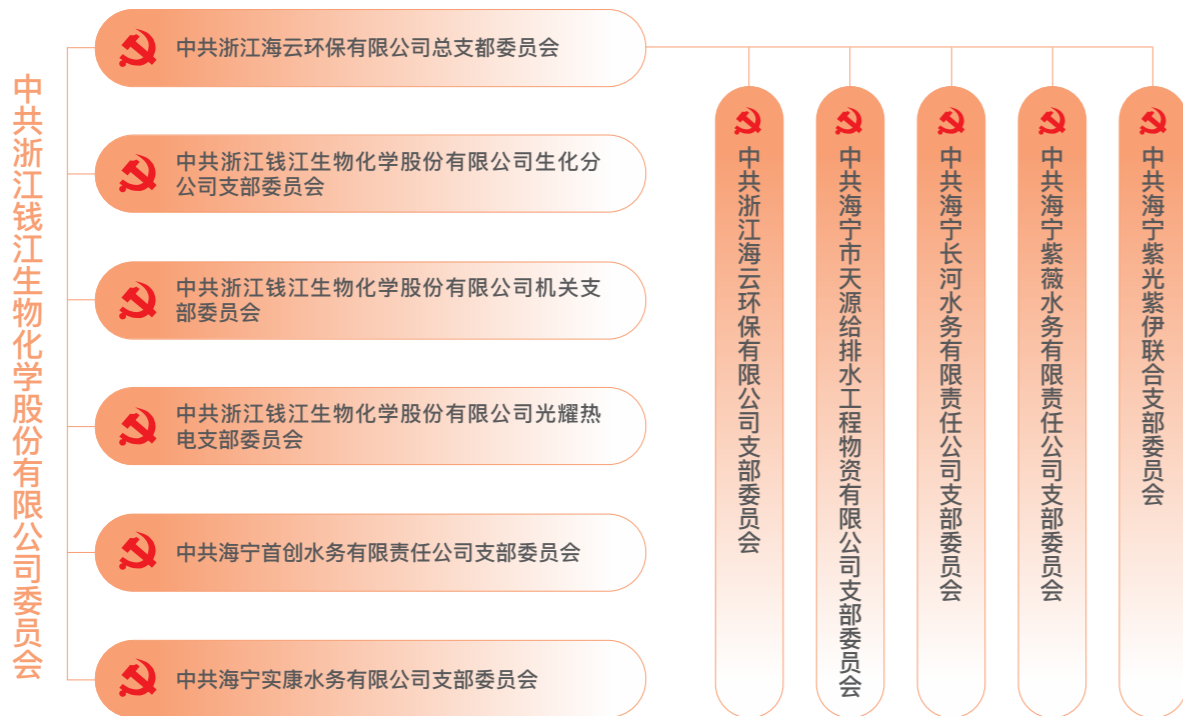 中共浙江钱江生物化学股份有限公司委员会
中共浙江海云环保有限公司总支都委员会
中共浙江钱江生物化学股份有限公司生化分
公司支部委员会
中共浙江钱江生物化学股份有限公司机关支
部委员会
中共浙江钱江生物化学股份有限公司光耀热
电支部委员会
中共海宁首创水务有限责任公司支部委员会
中共海宁实康水务有限公司支部委员会
中共浙江海云环保有限公司支部委员会
中共海宁市天源给排水工程物资有限公司支部委员会
中共海宁长河水务有限责任公司支部委员会
中共海宁紫薇水务有限责任公司支部委员会
中共海宁紫光紫伊联合支部委员会